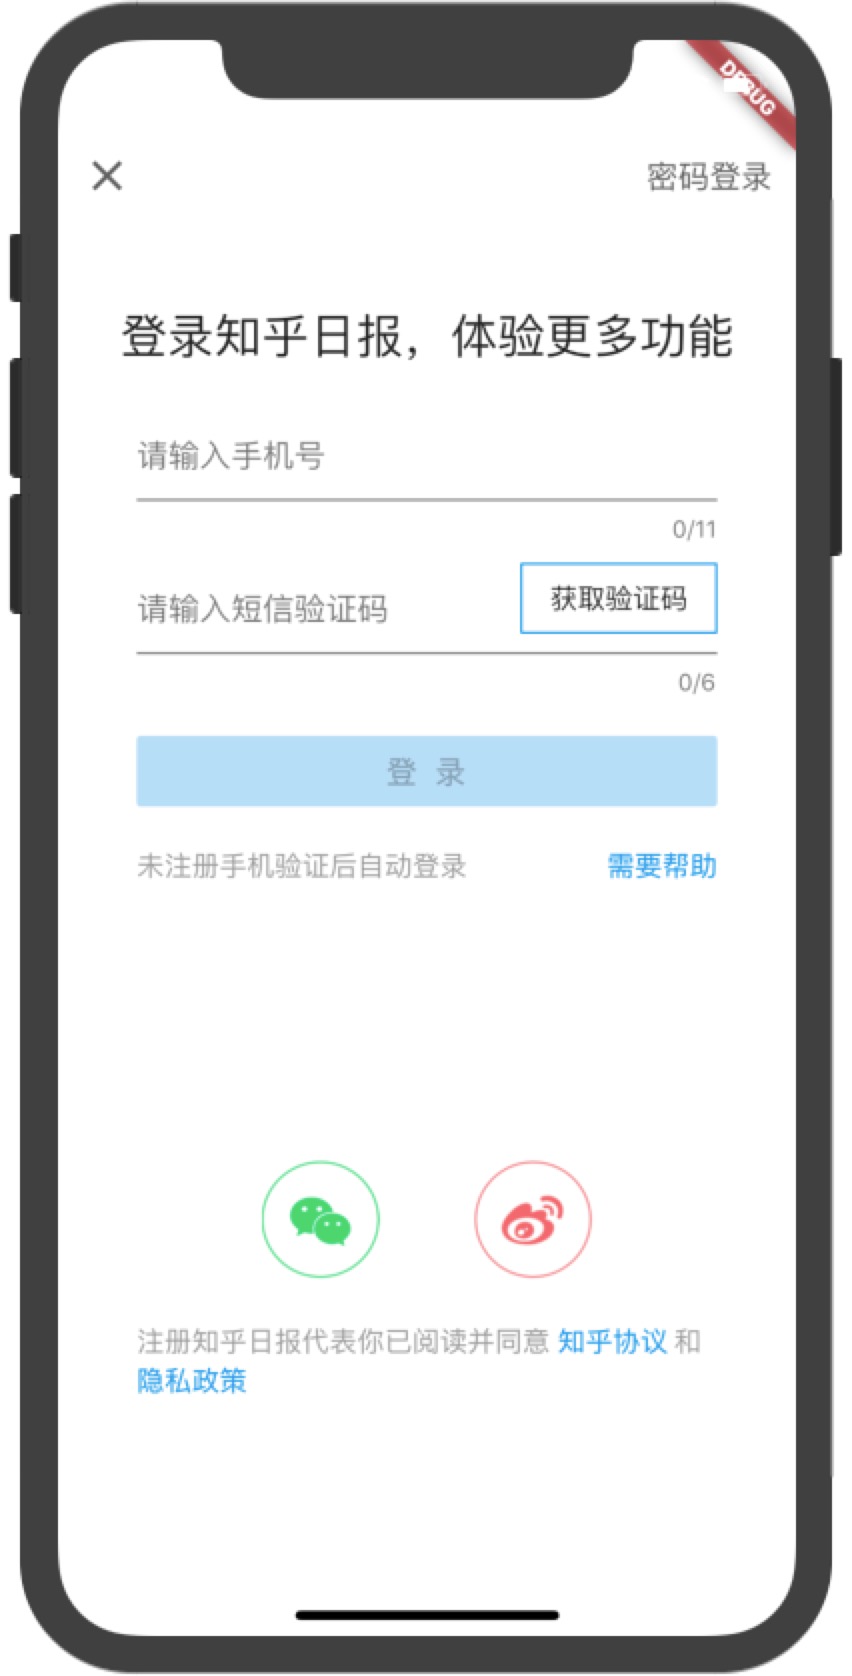 DEBUG
密码登录
登录知乎日报，体验更多功能
请输入手机号
0/11
请输入短信验证码
获取验证码
0/6
登 录
未注册手机验证后自动登录
需要帮助
注册知乎日报代表你已阅读并同意 知乎协议 和
隐私政策